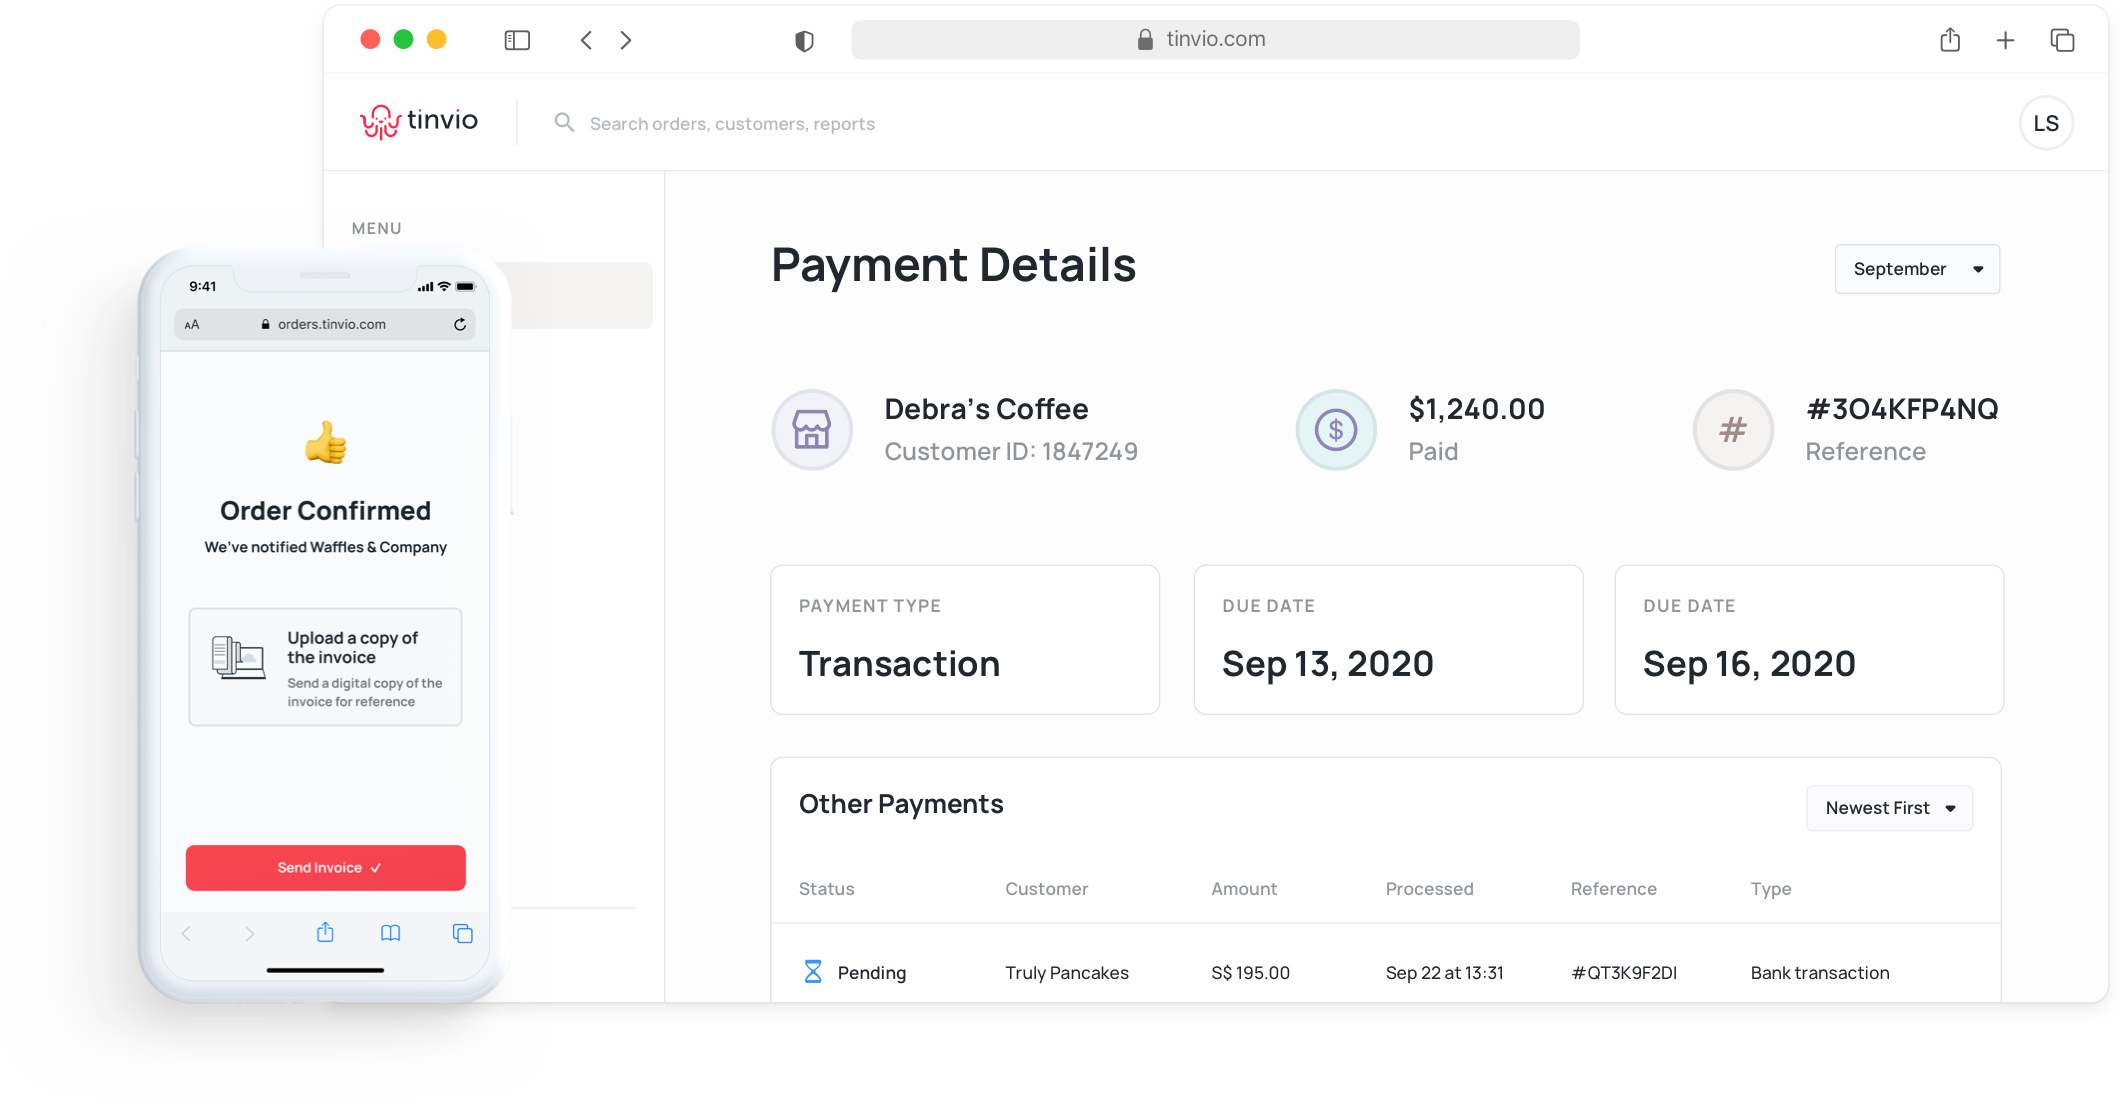 tinvio.com
tinvio
Search orders, customers, reports
LS
MENU
Payment Details
September
Debra's Coffee
Customer ID: 1847249
$1,240.00
Paid
#
#3O4KFP4NQ
Reference
PAYMENT TYPE
Transaction
DUE DATE
Sep 13, 2020
DUE DATE
Sep 16, 2020
Other Payments
Newest First
Status Customer Amount Processed Reference Type
Pending Truly Pancakes S$ 195.00 Sep 22 at 13:31 #QT3K9F2DI Bank transaction
9:41
AA orders.tinvio.com
Order Confirmed
We've notified Waffles & Company
Upload a copy of
the invoice
Send a digital copy of the
invoice for reference
Send Invoice ✓